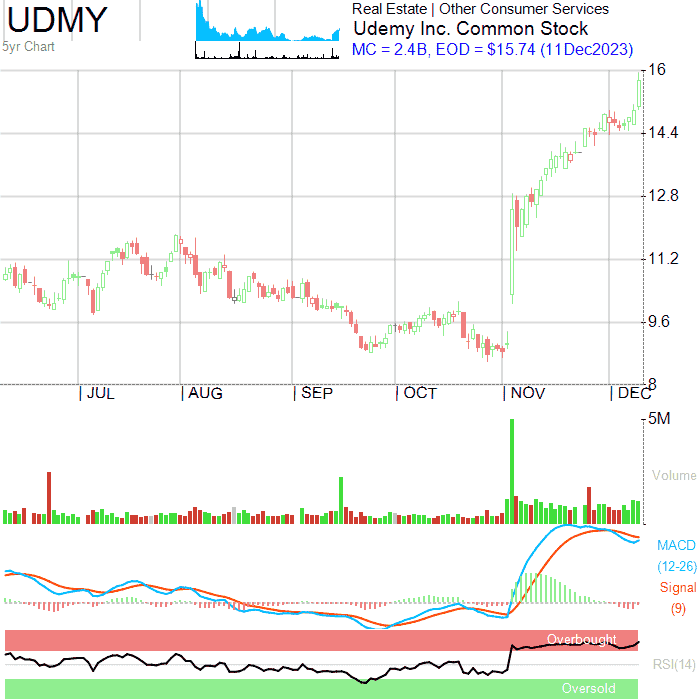 UDMY
5yr Chart
Real Estate | Other Consumer Services
Udemy Inc. Common Stock
MC = 2.4B, EOD = $15.74 (11Dec2023)
16
14.4
12.8
11.2
9.6
8
JUL AUG SEP OCT NOV DEC
5M
Volume
MACD
(12-26)
Signal
(9)
Overbought
RSI(14)
Oversold